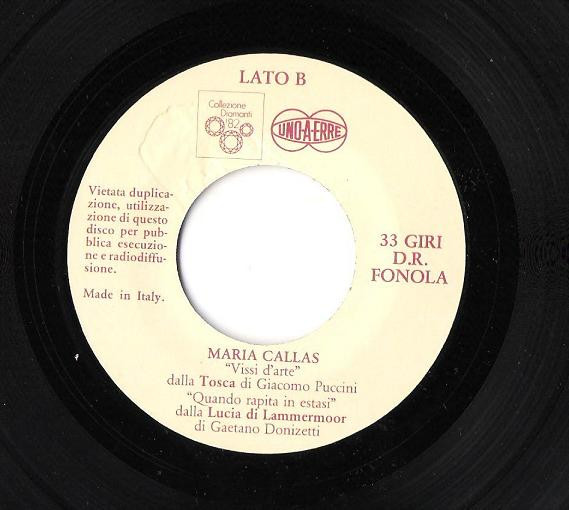 LATO B
Collezione
Diamanti
'82
UNO-A-ERRE
Vietata duplica-
zione, utilizza-
zione di questo
disco per pub-
blica esecuzio-
ne e radiodiffu-
sione.
Made in Italy.
33 GIRI
D.R.
FONOLA
MARIA CALLAS
"Vissi d'arte"
dalla Tosca di Giacomo Puccini
"Quando rapita in estasi"
dalla Lucia di Lammermoor
di Gaetano Donizetti